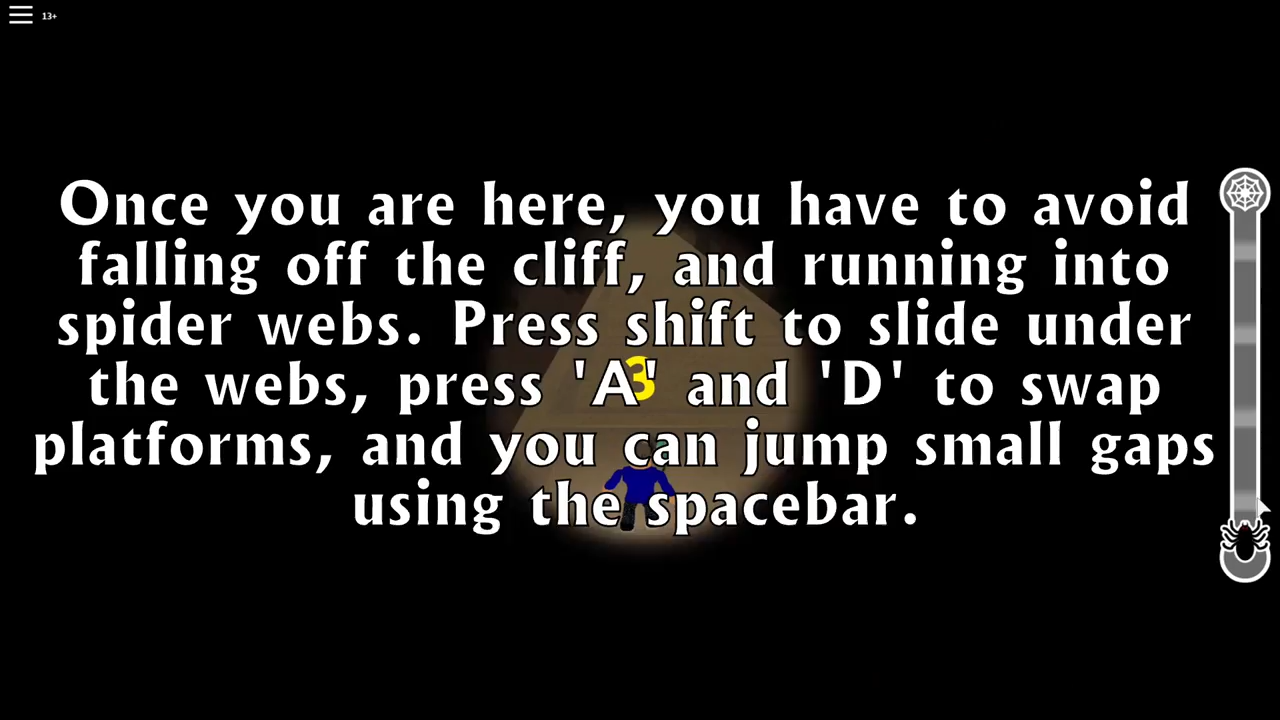 13+
Once you are here, you have to avoid
falling off the cliff, and running into
spider webs. Press shift to slide under
the webs, press 'A' and 'D' to swap
3
platforms, and you can jump small gaps
using the spacebar.